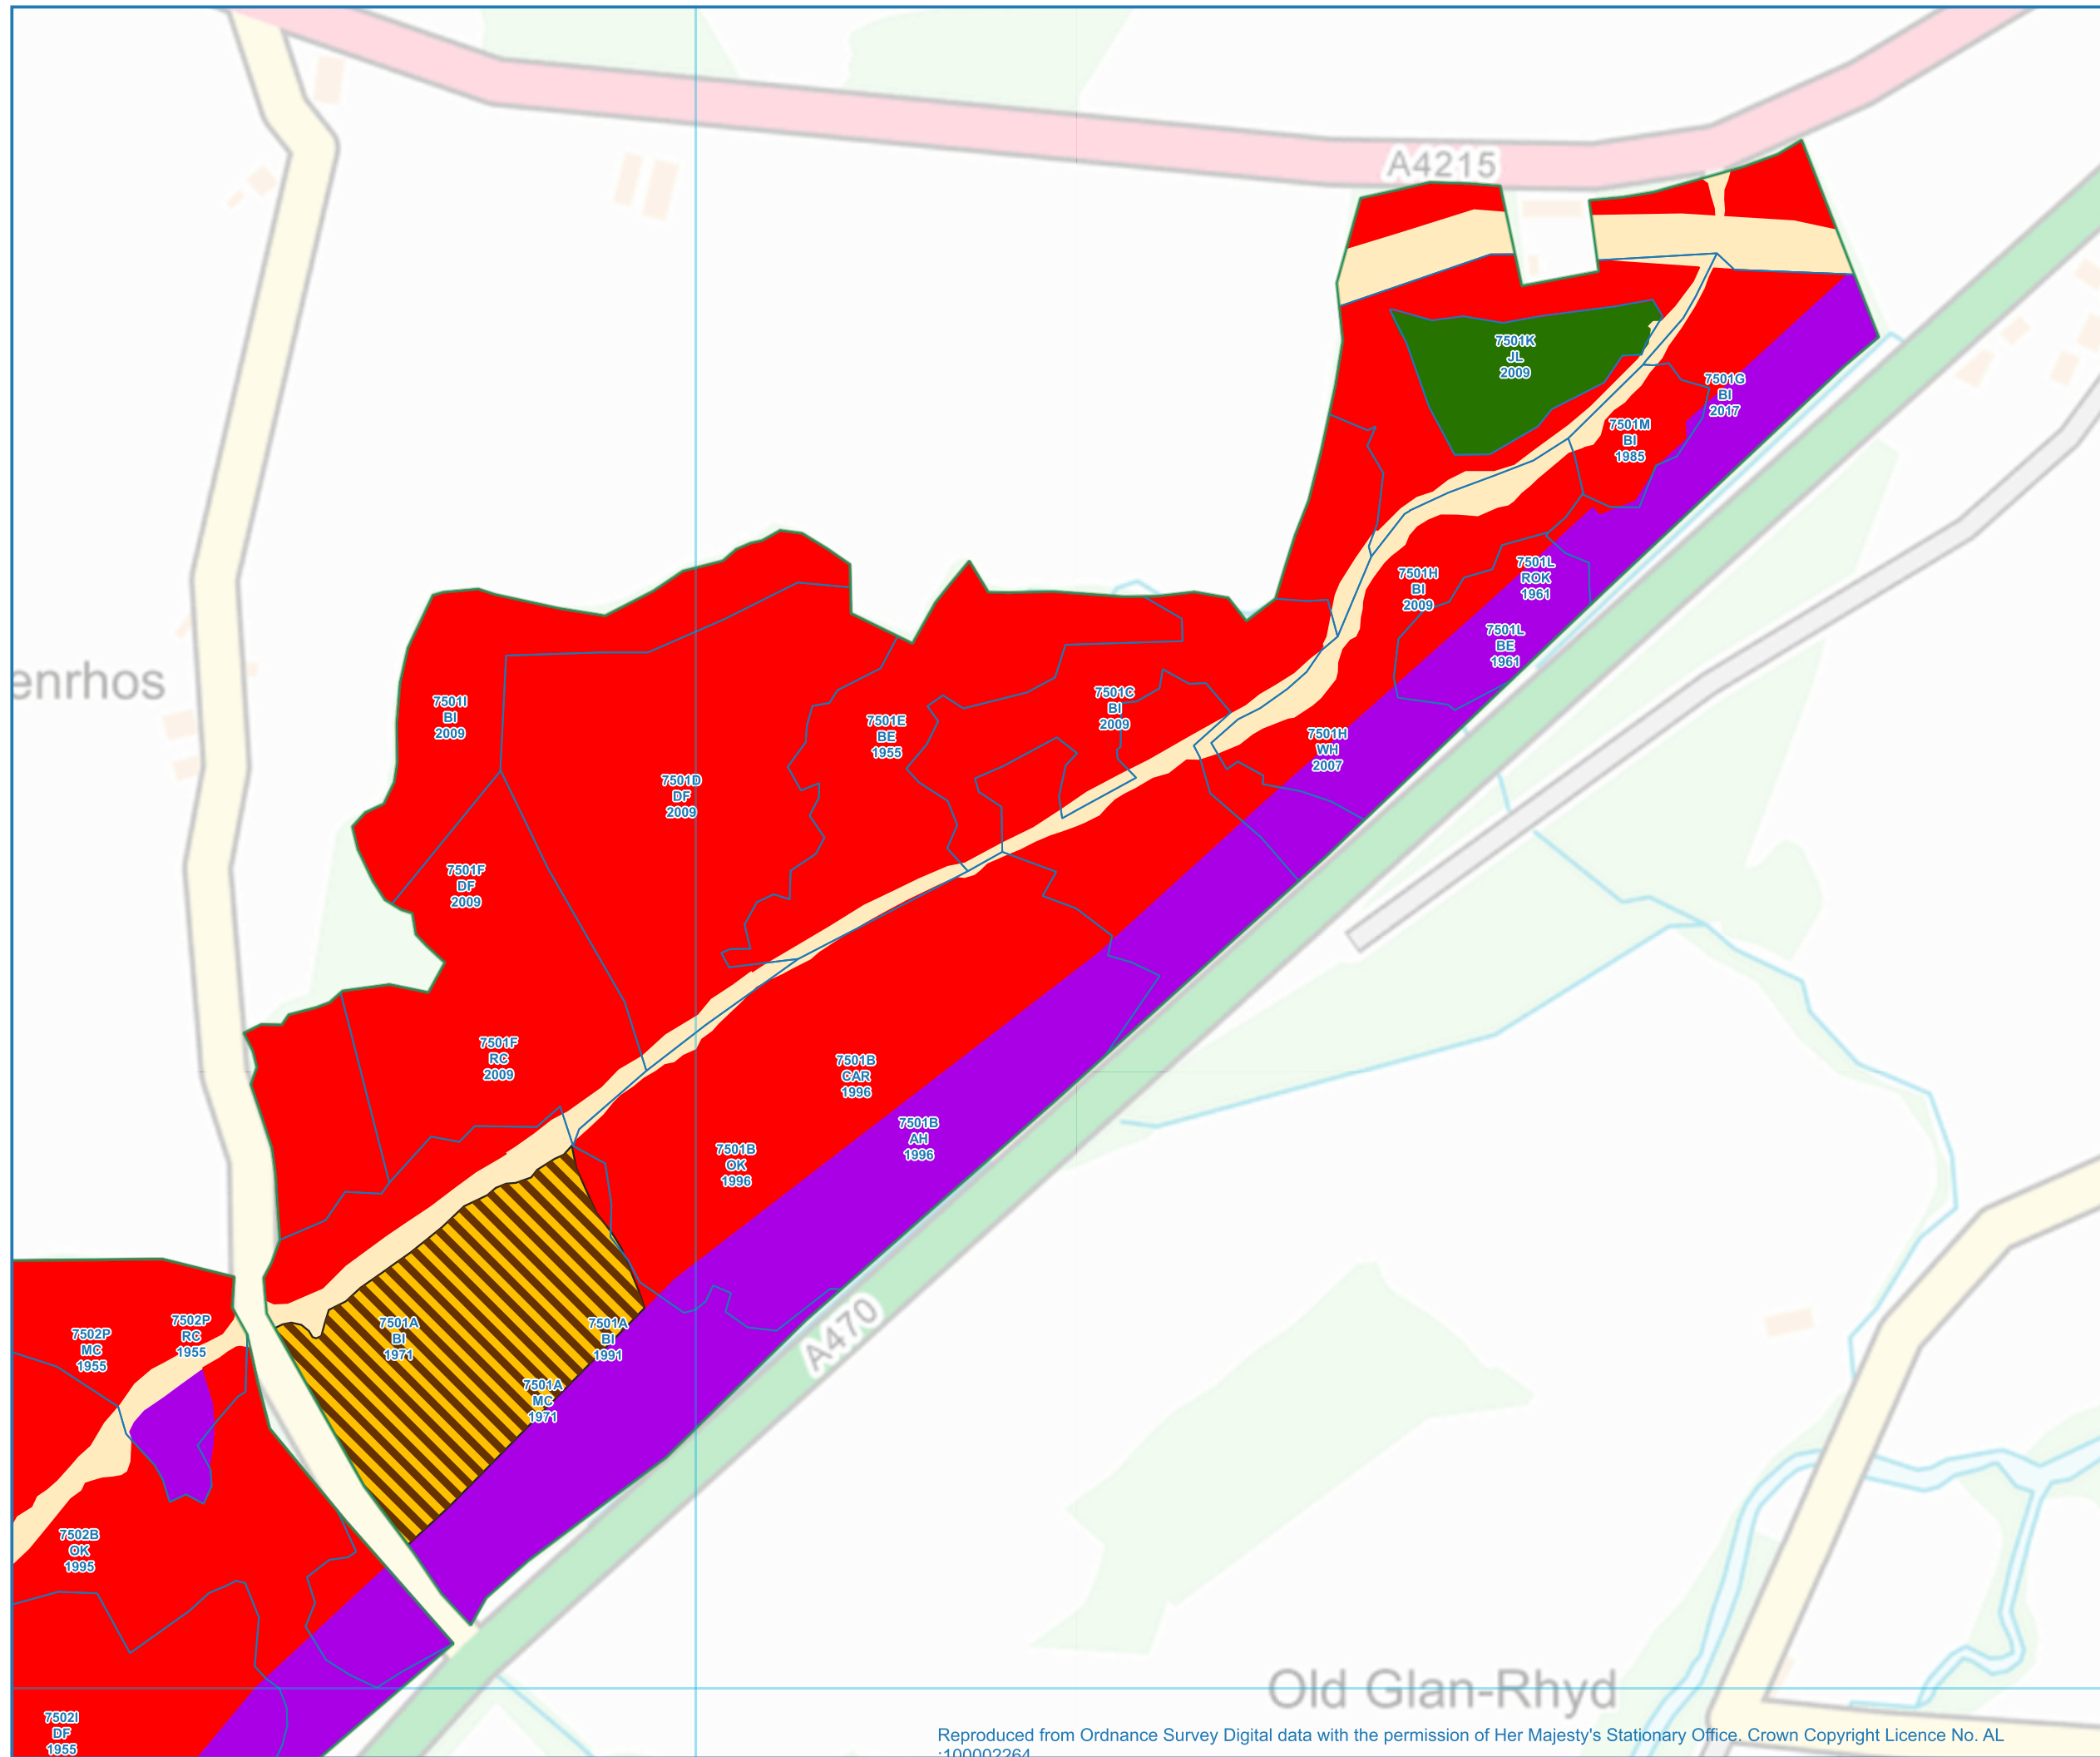 A4215
7501K
JL
2009
7501G
BI
2017
7501M
BI
1985
7501L
ROK
1961
7501H
BI
2009
7501L
BE
1961
enrhos
7501I
BI
2009
7501C
BI
2009
7501E
BE
1955
7501H
WH
2007
7501D
DF
2009
7501F
DF
2009
7501F
RC
2009
7501B
CAR
1996
7501B
AH
1996
7501B
OK
1996
7502P
MC
1955
7502P
RC
1955
7501A
BI
1971
7501A
BI
1991
A470
7501A
MC
1971
7502B
OK
1995
Old Glan-Rhyd
7502I
DF
1955
Reproduced from Ordnance Survey Digital data with the permission of Her Majesty's Stationary Office. Crown Copyright Licence No. AL
:100002264